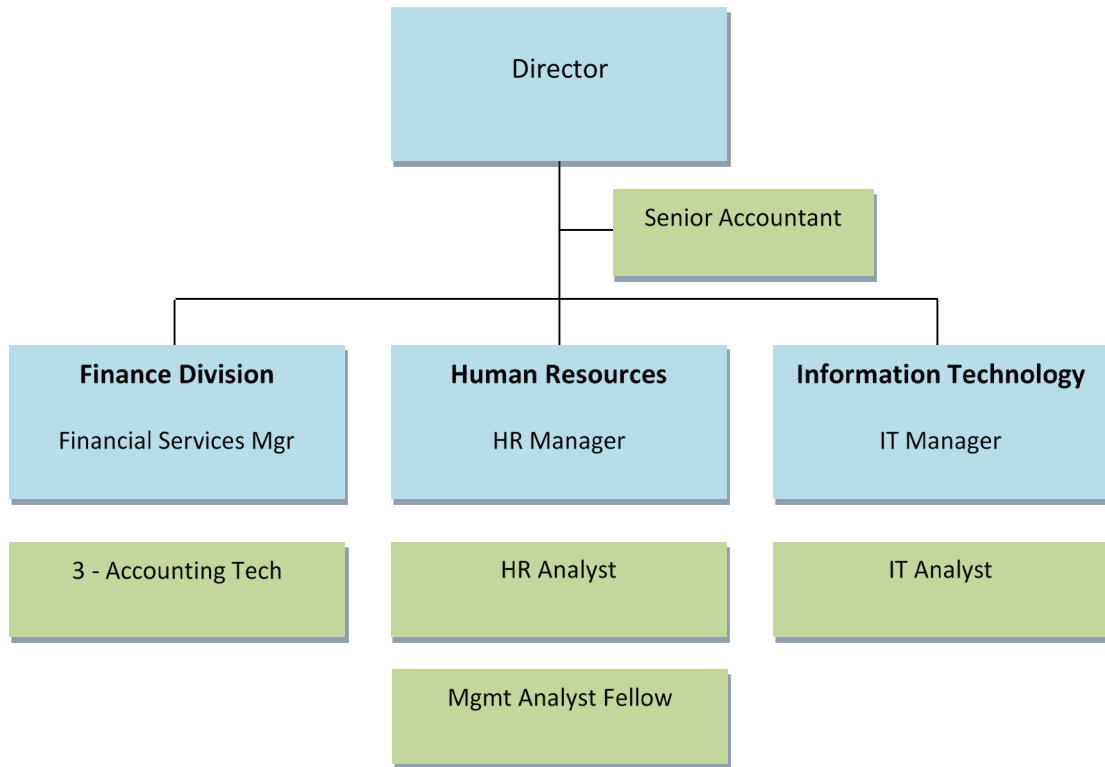 Director
Senior Accountant
Finance Division
Financial Services Mgr
Human Resources
HR Manager
Information Technology
IT Manager
3 - Accounting Tech
HR Analyst
IT Analyst
Mgmt Analyst Fellow